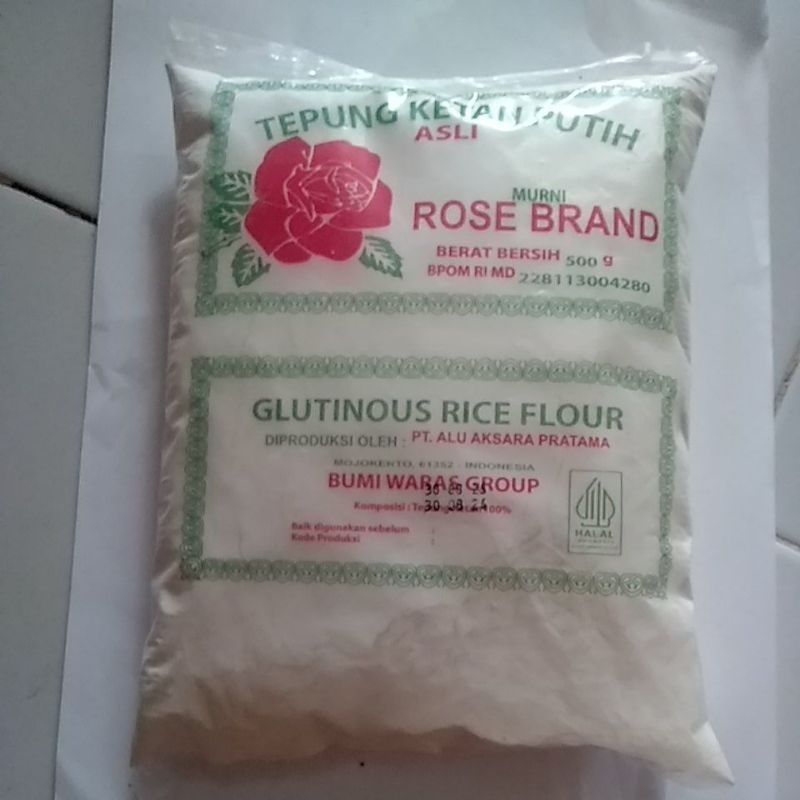 TEPUNG KETAN PUTIH
ASLI
MURNI
ROSE BRAND
BERAT BERSIH 500 g
BPOM RI MD 228113004280
GLUTINOUS RICE FLOUR
DIPRODUKSI OLEH : PT. ALU AKSARA PRATAMA
MOJOKERTO, 61352 - INDONESIA
BUMI WARAS GROUP
30 08 24
Komposisi : 100%
Baik digunakan sebelum :
Kode Produksi :
HALAL